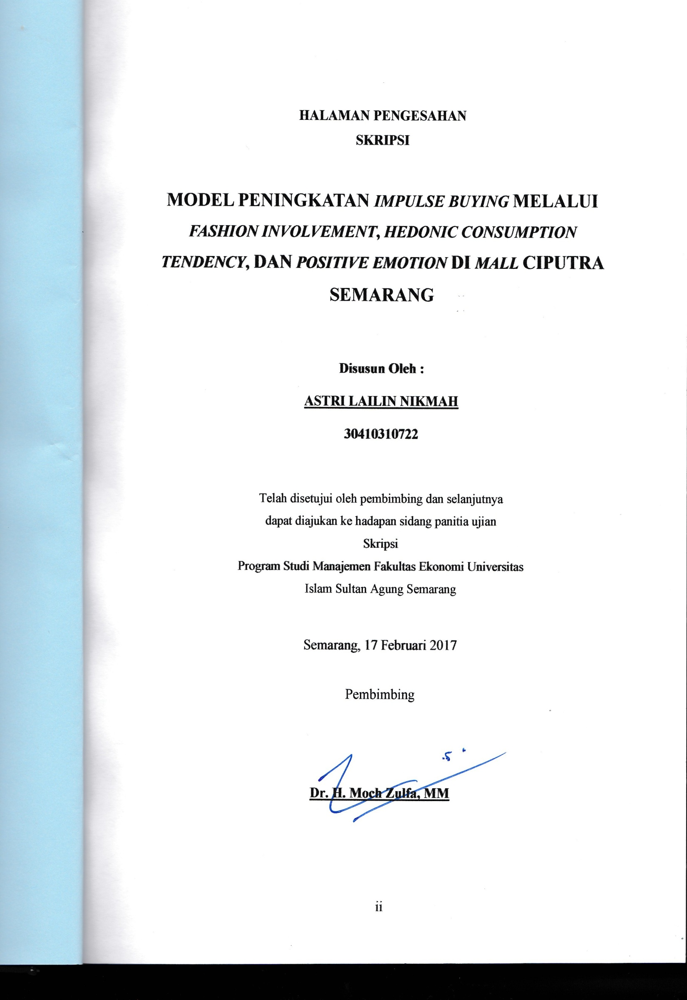 HALAMAN PENGESAHAN
SKRIPSI
MODEL PENINGKATAN IMPULSE BUYING MELALUI
FASHION INVOLVEMENT, HEDONIC CONSUMPTION
TENDENCY, DAN POSITIVE EMOTION DI MALL CIPUTRA
SEMARANG
Disusun Oleh :
ASTRI LAILIN NIKMAH
30410310722
Telah disetujui oleh pembimbing dan selanjutnya
dapat diajukan ke hadapan sidang panitia ujian
Skripsi
Program Studi Manajemen Fakultas Ekonomi Universitas
Islam Sultan Agung Semarang
Semarang, 17 Februari 2017
Pembimbing
Dr. H. Moch Zulfa, MM
ii